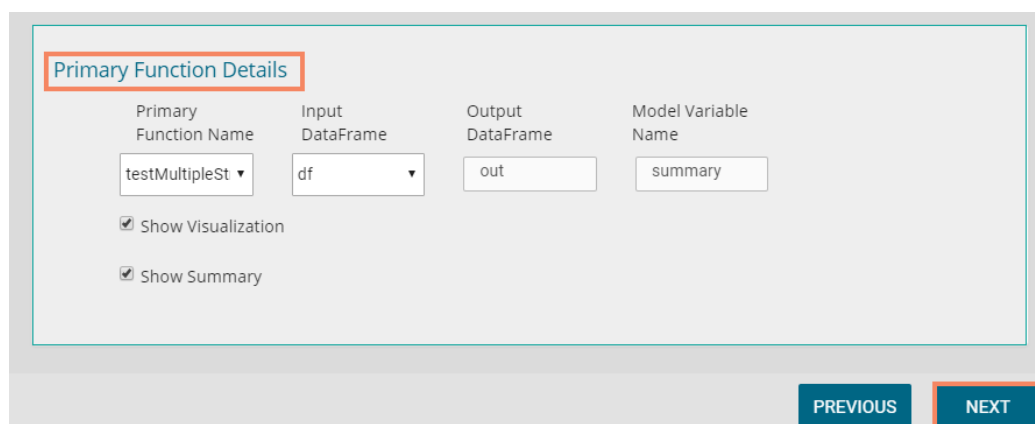 Primary Function Details
Primary Function Name
Input DataFrame
Output DataFrame
Model Variable Name
testMultipleSt
df
out
summary
Show Visualization
Show Summary
PREVIOUS
NEXT